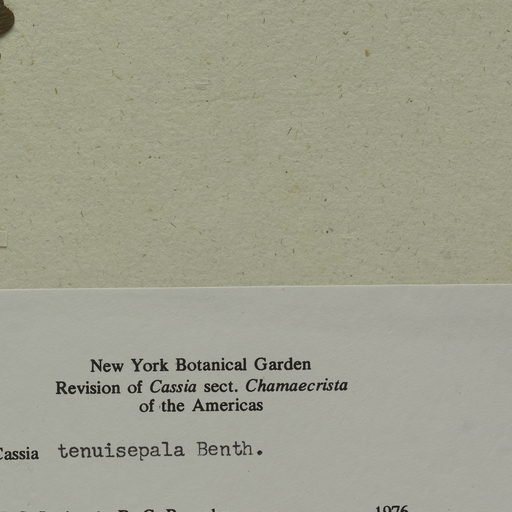 New York Botanical Garden
Revision of Cassia sect. Chamaecrista
of the Americas
Cassia tenuisepala Benth.
1976